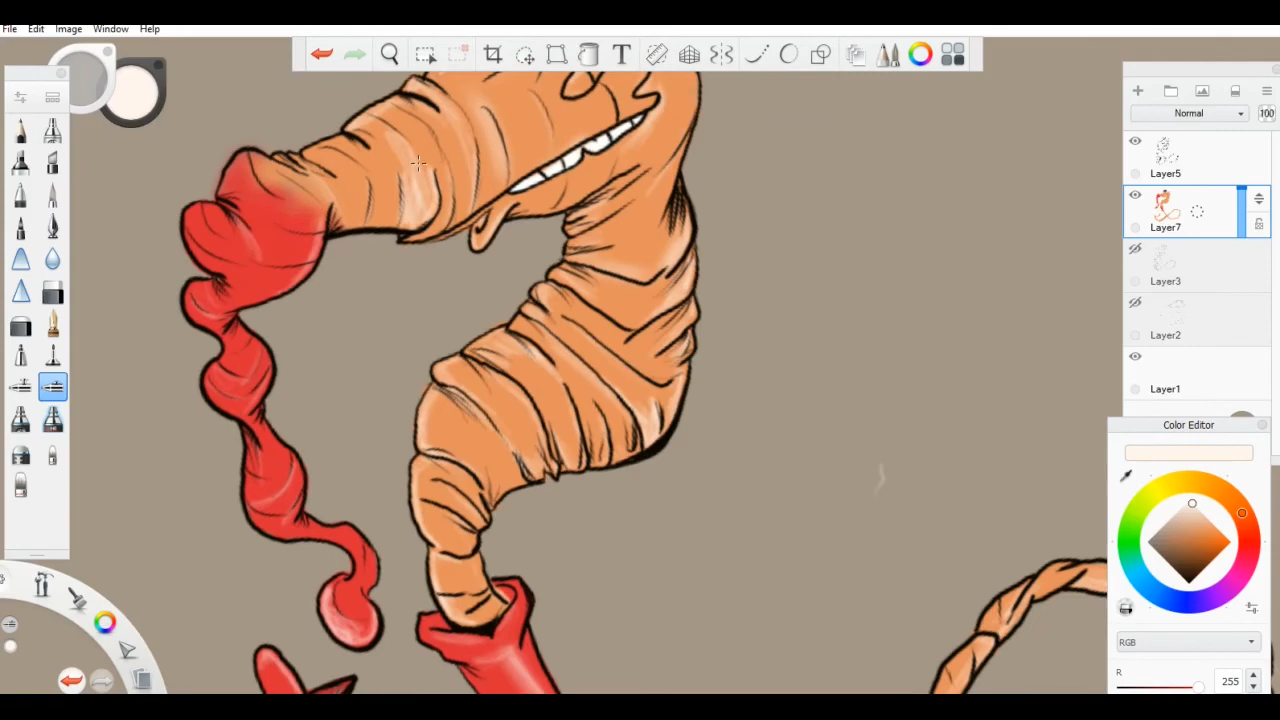 File Edit Image Window Help
Normal
100
Layer5
Layer7
Layer3
Layer2
Layer1
Color Editor
RGB
R
255